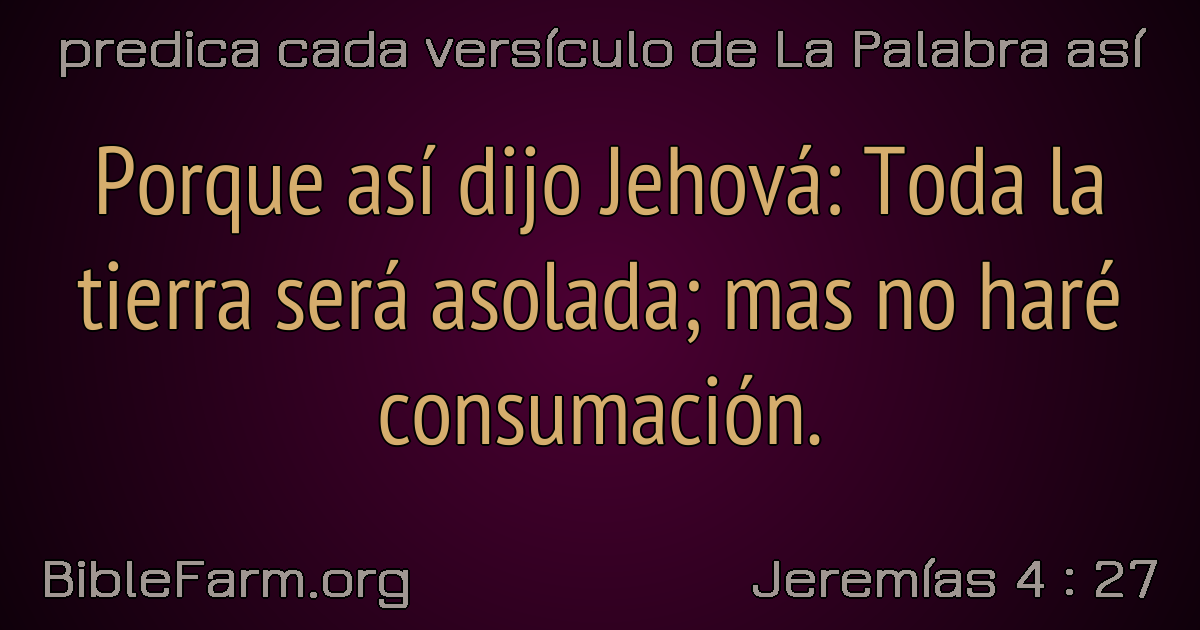 predica cada versículo de La Palabra así
Porque así dijo Jehová: Toda la
tierra será asolada; mas no haré
consumación.
BibleFarm.org
Jeremías 4 : 27